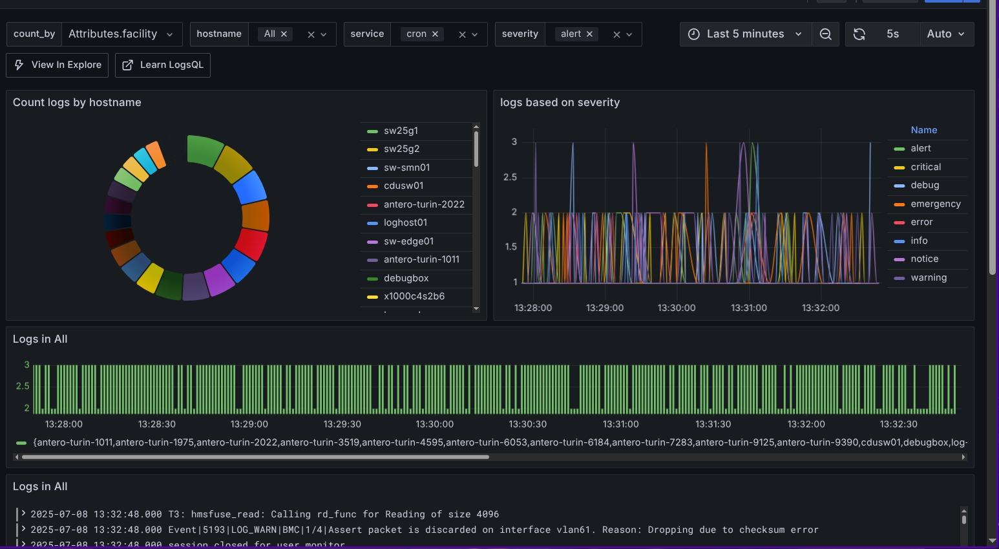 count_by Attributes.facility hostname All service cron severity alert Last 5 minutes 5s Auto
View In Explore Learn LogsQL
Count logs by hostname
sw25g1
sw25g2
sw-smn01
cdusw01
antero-turin-2022
loghost01
sw-edge01
antero-turin-1011
debugbox
x1000c4s2b6
logs based on severity
3
2.5
2
1.5
1
13:28:00 13:29:00 13:30:00 13:31:00 13:32:00
Name
alert
critical
debug
emergency
error
info
notice
warning
Logs in All
3
2.5
2
13:28:00 13:28:30 13:29:00 13:29:30 13:30:00 13:30:30 13:31:00 13:31:30 13:32:00 13:32:30
{antero-turin-1011,antero-turin-1975,antero-turin-2022,antero-turin-3519,antero-turin-4595,antero-turin-6053,antero-turin-6184,antero-turin-7283,antero-turin-9125,antero-turin-9390,cdusw01,debugbox,log-
Logs in All
2025-07-08 13:32:48.000 T3: hmsfuse_read: Calling rd_func for Reading of size 4096
2025-07-08 13:32:48.000 Event|5193|LOG_WARN|BMC|1/4|Assert packet is discarded on interface vlan61. Reason: Dropping due to checksum error
2025-07-08 13:32:48.000 session closed for user monitor